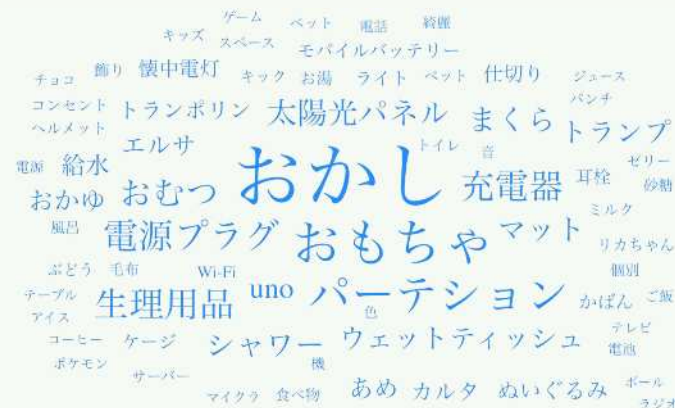 ゲーム ペット 電話 綺麗
キッズ スペース モバイルバッテリー
チョコ 飾り 懐中電灯 キック お湯 ライト ベット 仕切り ジュース
コンセント トランポリン 太陽光パネル まくら パンチ
ヘルメット エルサ トイレ 音 トランプ
電源 給水 おかし 充電器 耳栓 ゼリー
おかゆ おむつ 砂糖
風呂 電源プラグ おもちゃ マット ミルク
リカちゃん
ぶどう 毛布 Wi-Fi 個別
テーブル 生理用品 uno パーテション かばん ご飯
アイス 色
コーヒー ケージ シャワー ウェットティッシュ テレビ
ポケモン 機 電池
サーバー マイクラ 食べ物 あめ カルタ ぬいぐるみ ボール
ラジオ